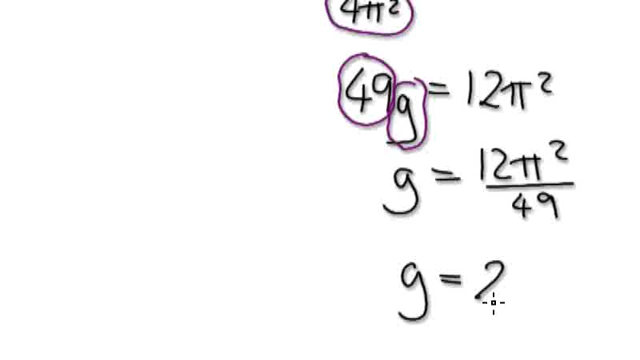 4π²
49g = 12π²
g = 12π²/49
g = 2